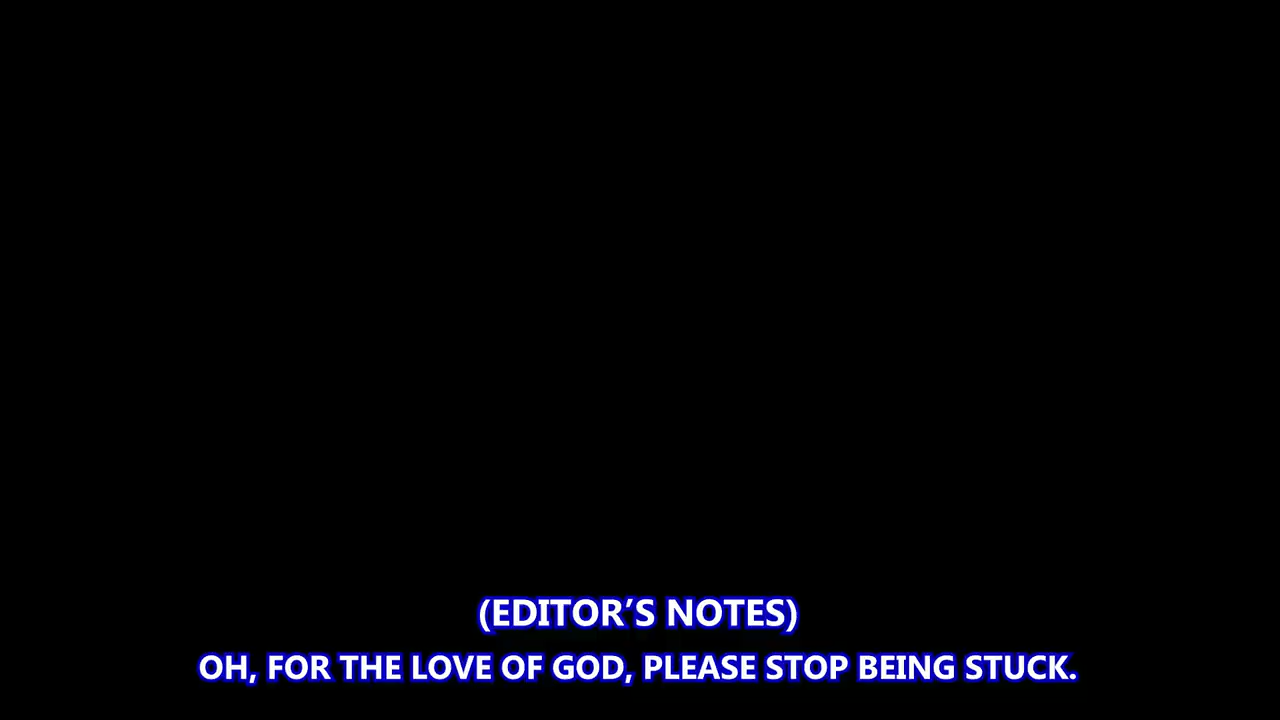 (EDITOR’S NOTES)
OH, FOR THE LOVE OF GOD, PLEASE STOP BEING STUCK.